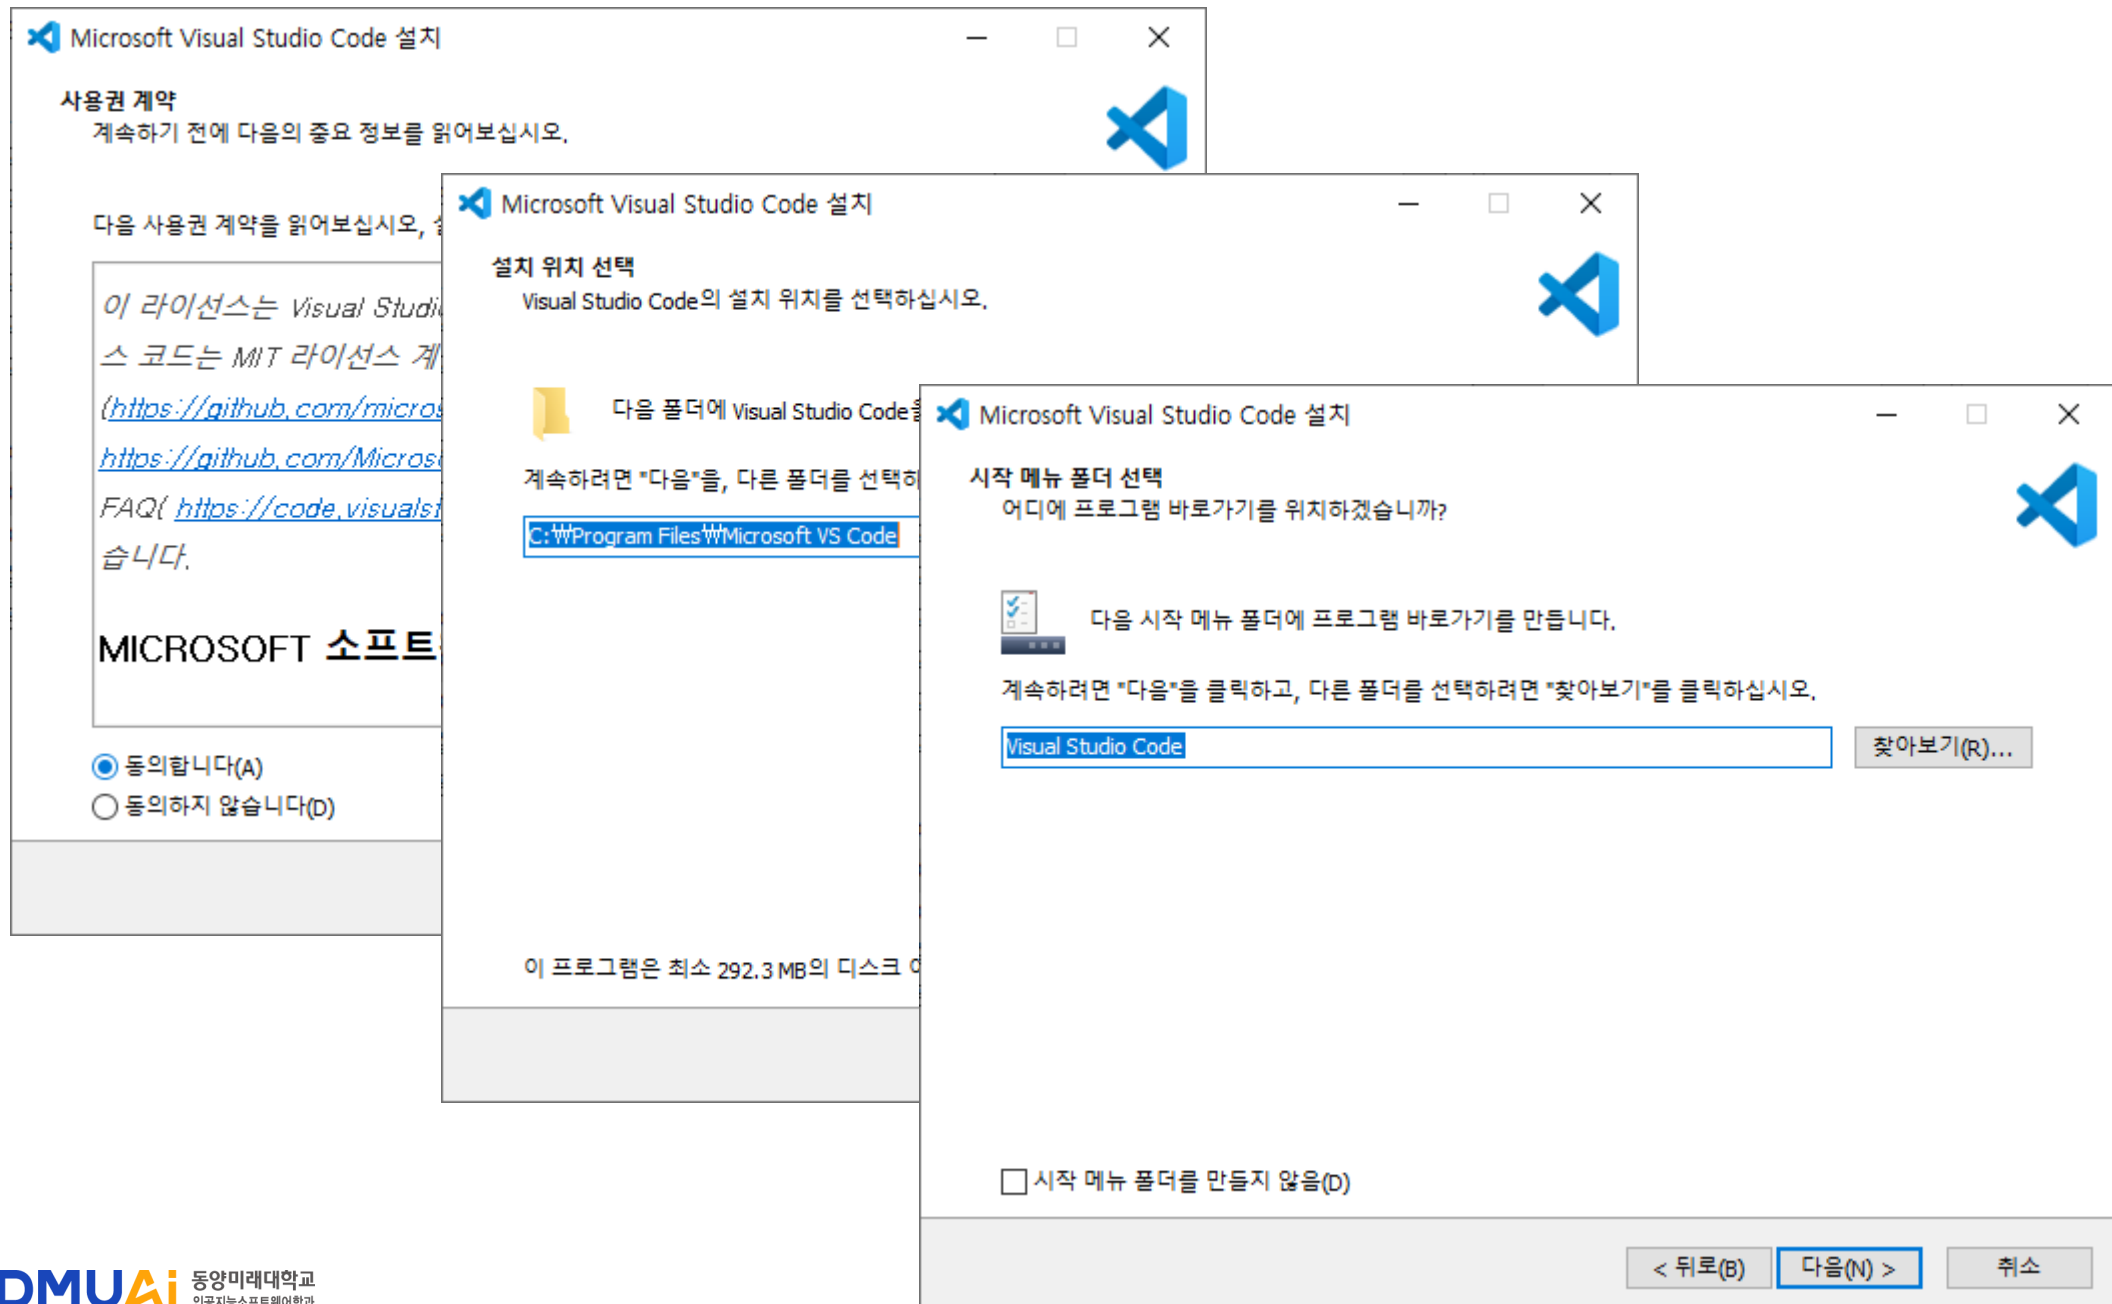 Microsoft Visual Studio Code 설치
사용권 계약
계속하기 전에 다음의 중요 정보를 읽어보십시오.
다음 사용권 계약을 읽어보십시오,
이 라이선스는 Visual Studio
스 코드는 MIT 라이선스 계
(https://github.com/micros
https://github.com/Micros
FAQ( https://code.visualst
습니다.
MICROSOFT 소프트
동의합니다(A)
동의하지 않습니다(D)
Microsoft Visual Studio Code 설치
설치 위치 선택
Visual Studio Code의 설치 위치를 선택하십시오.
다음 폴더에 Visual Studio Code
계속하려면 "다음"을, 다른 폴더를 선택하
C:₩Program Files₩Microsoft VS Code
이 프로그램은 최소 292.3 MB의 디스크
Microsoft Visual Studio Code 설치
시작 메뉴 폴더 선택
어디에 프로그램 바로가기를 위치하겠습니까?
다음 시작 메뉴 폴더에 프로그램 바로가기를 만듭니다.
계속하려면 "다음"을 클릭하고, 다른 폴더를 선택하려면 "찾아보기"를 클릭하십시오.
Visual Studio Code
찾아보기(R)...
시작 메뉴 폴더를 만들지 않음(D)
< 뒤로(B)
다음(N) >
취소
DMUAi 동양미래대학교
인공지능소프트웨어학과